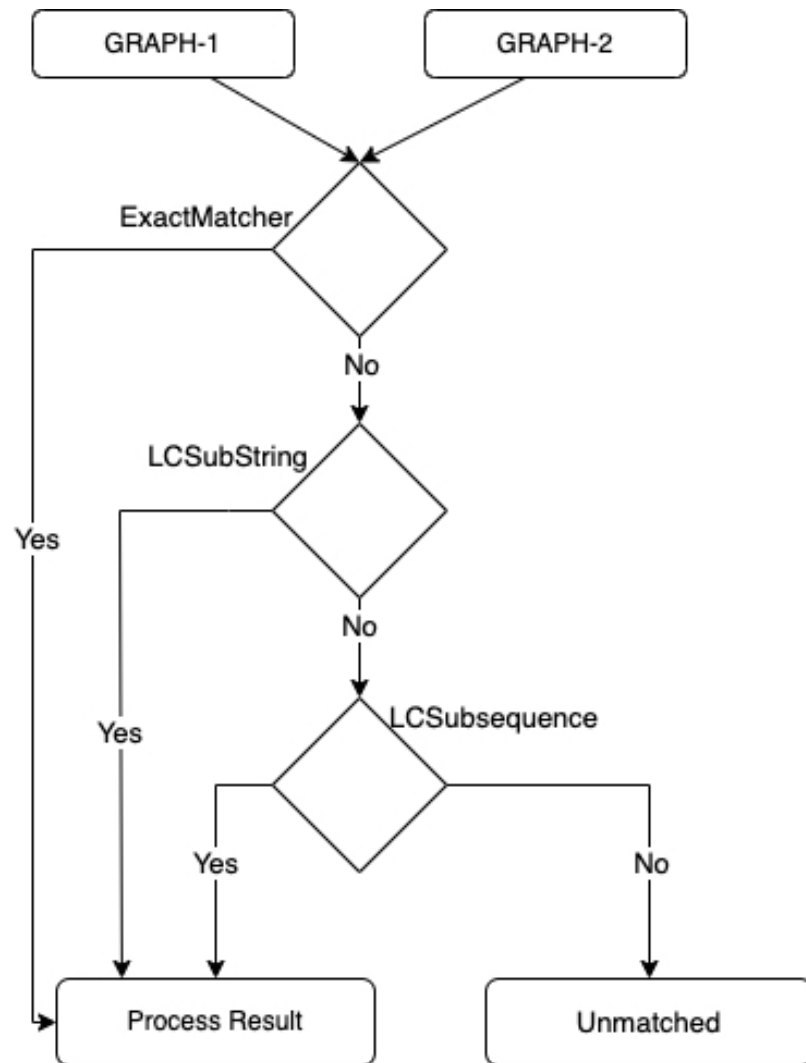 GRAPH-1
GRAPH-2
ExactMatcher
No
LCSubString
Yes
No
LCSubsequence
Yes
Yes
No
Process Result
Unmatched